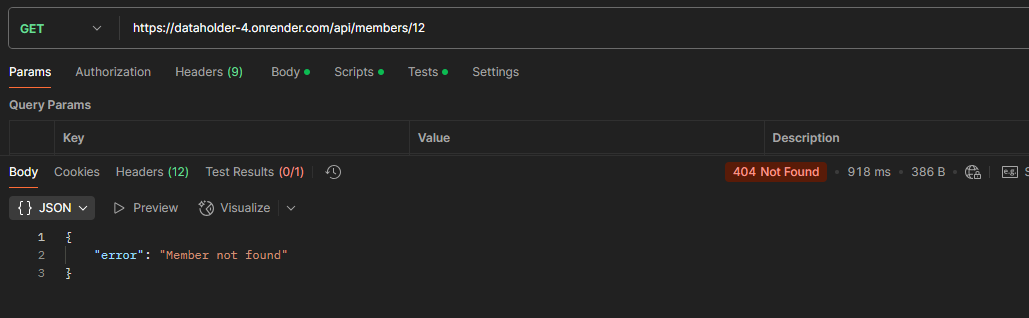 GET https://dataholder-4.onrender.com/api/members/12
Params Authorization Headers (9) Body Scripts Tests Settings
Query Params
Key Value Description
Body Cookies Headers (12) Test Results (0/1) 404 Not Found 918 ms 386 B e.g. S
{} JSON Preview Visualize
1 {
2 "error": "Member not found"
3 }